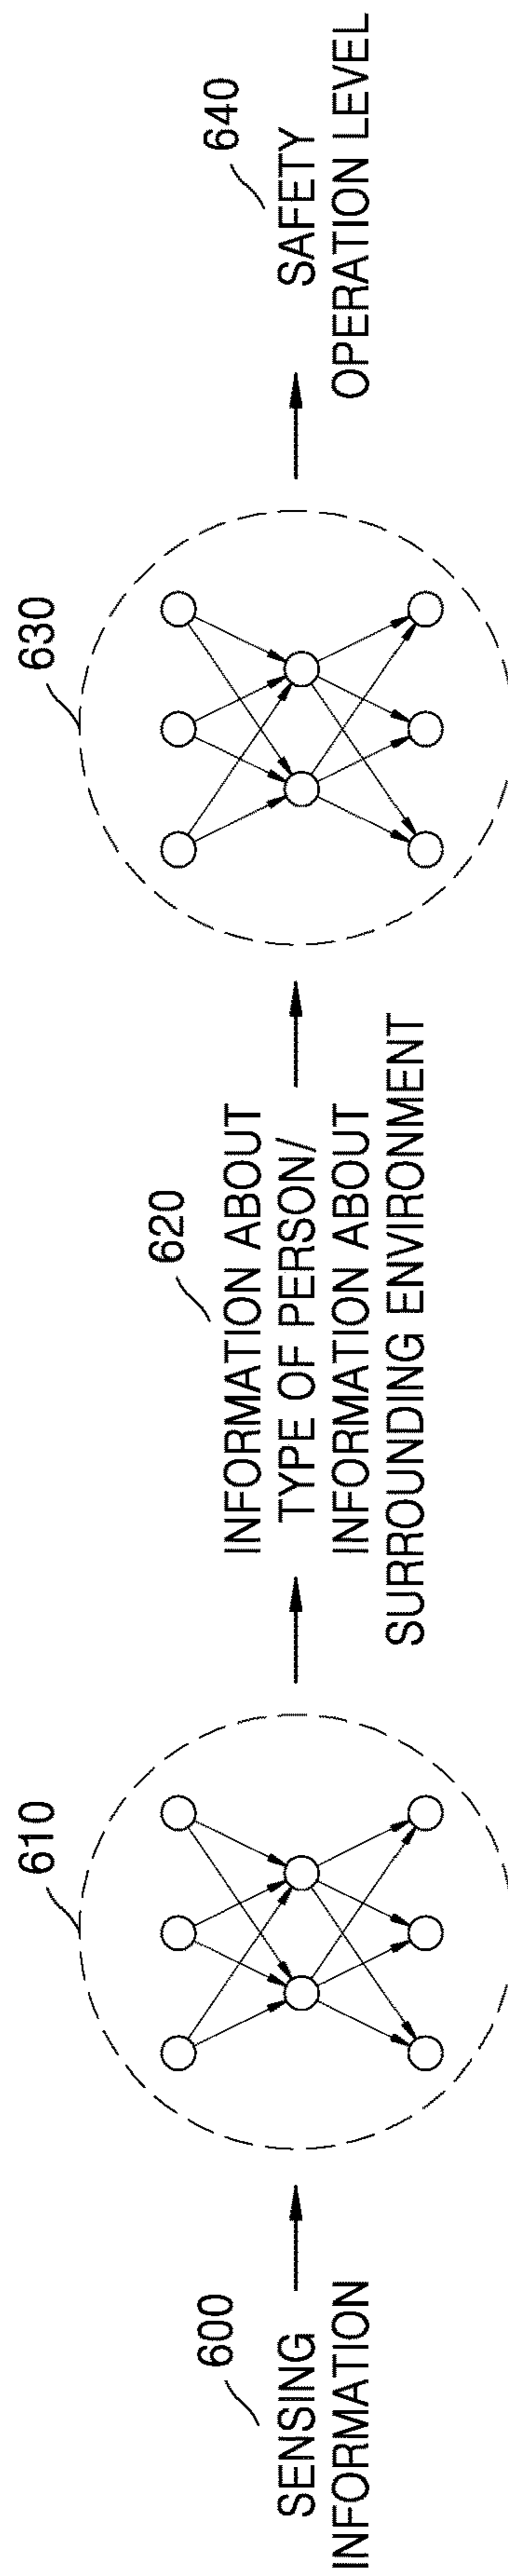 600
SENSING
INFORMATION
610
620
INFORMATION ABOUT
TYPE OF PERSON/
INFORMATION ABOUT
SURROUNDING ENVIRONMENT
630
640
SAFETY
OPERATION LEVEL